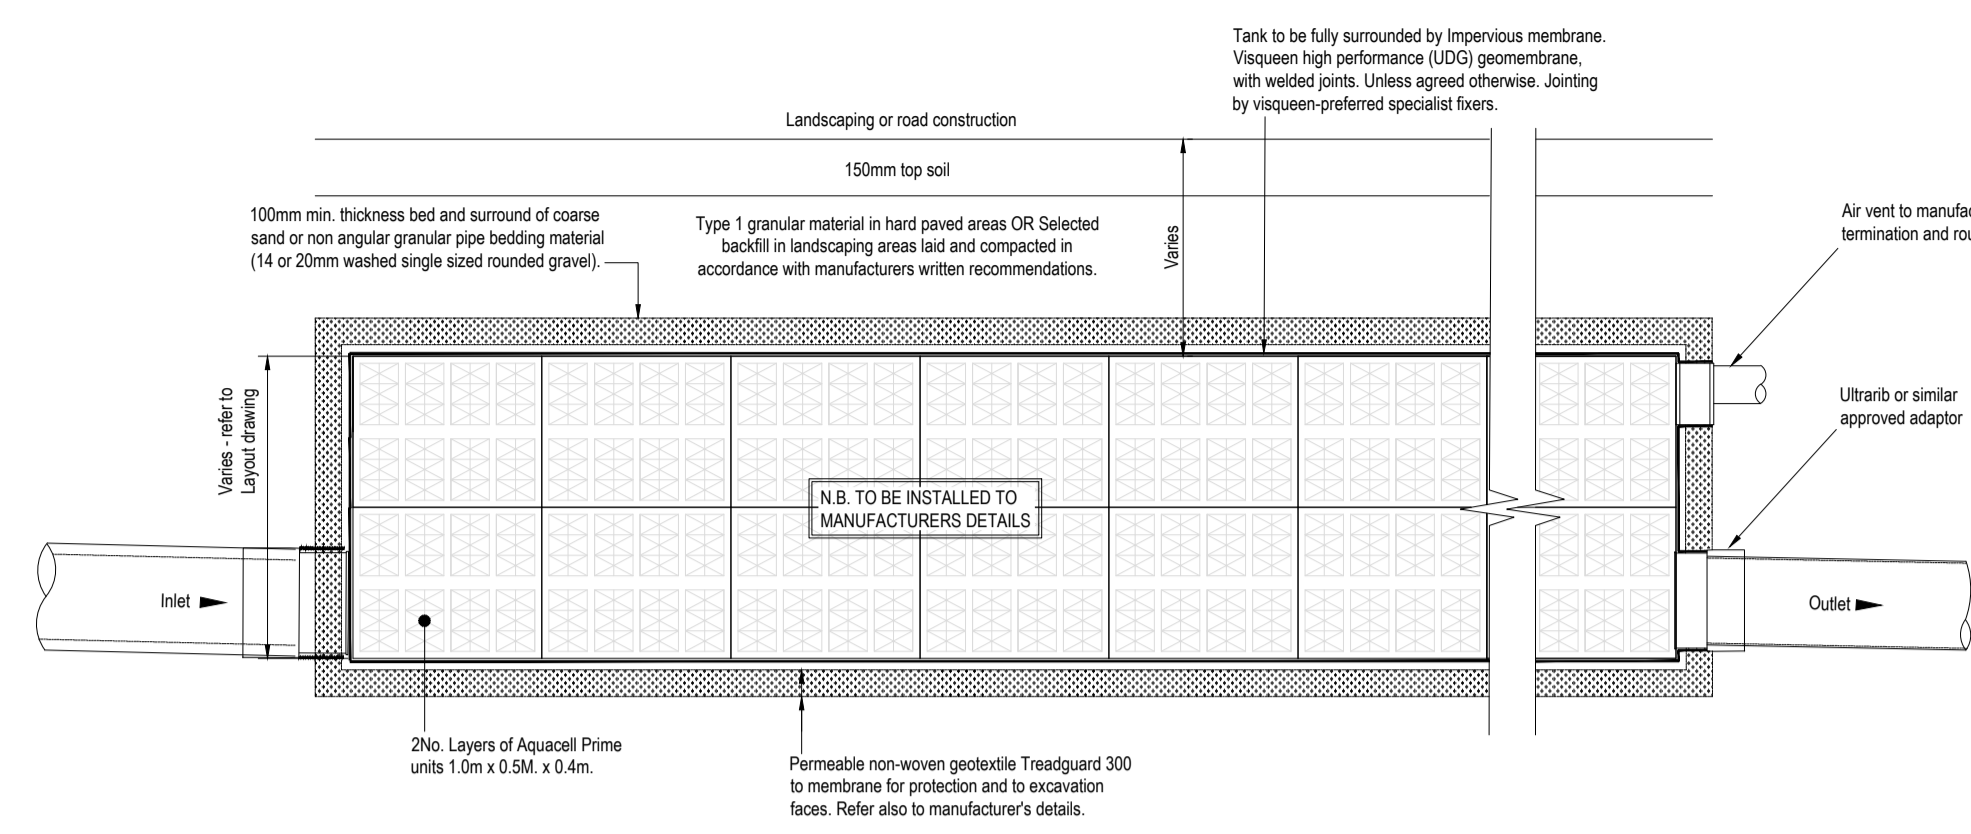 Tank to be fully surrounded by Impervious membrane.
Visqueen high performance (UDG) geomembrane,
with welded joints. Unless agreed otherwise. Jointing
by visqueen-preferred specialist fixers.
Landscaping or road construction
150mm top soil
100mm min. thickness bed and surround of coarse
sand or non angular granular pipe bedding material
(14 or 20mm washed single sized rounded gravel).
Type 1 granular material in hard paved areas OR Selected
backfill in landscaping areas laid and compacted in
accordance with manufacturers written recommendations.
Varies
Air vent to
termination and
Varies - refer to
Layout drawing
Ultrarib or similar
approved adaptor
N.B. TO BE INSTALLED TO
MANUFACTURERS DETAILS
Inlet
Outlet
2No. Layers of Aquacell Prime
units 1.0m x 0.5M. x 0.4m.
Permeable non-woven geotextile Treadguard 300
to membrane for protection and to excavation
faces. Refer also to manufacturer's details.